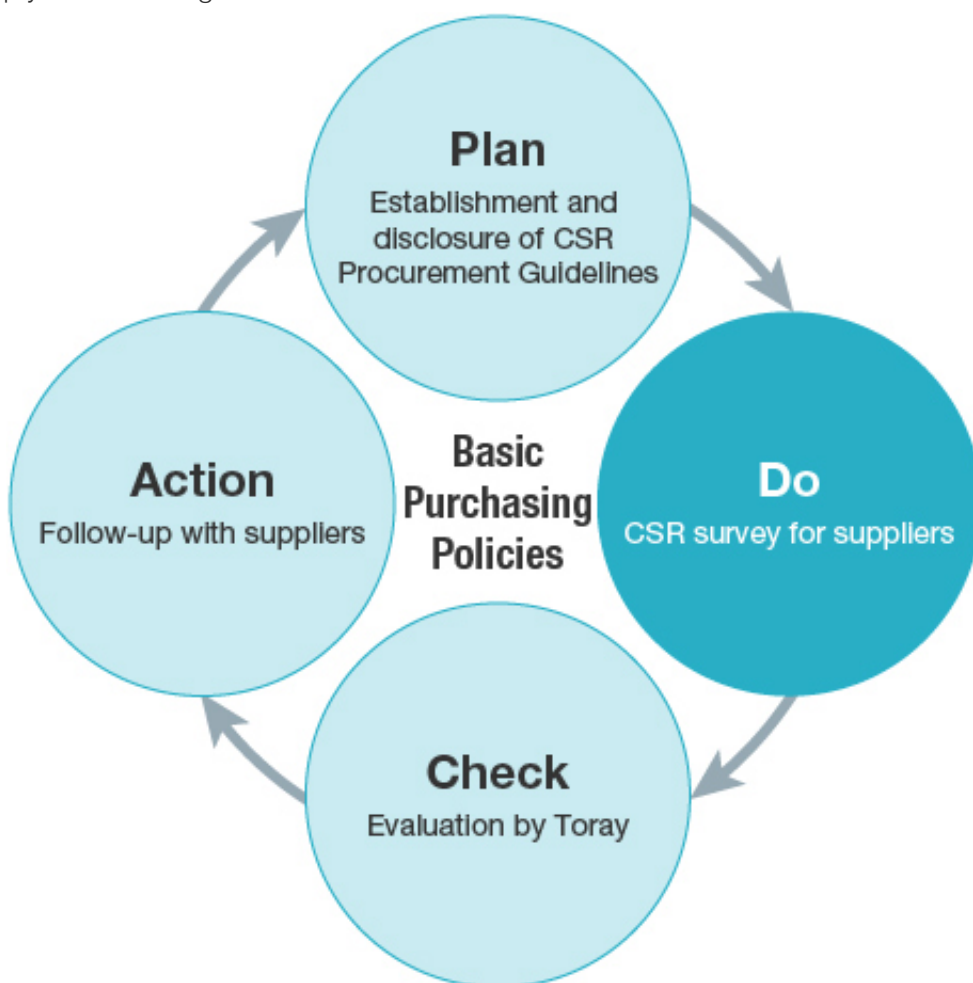 Plan
Establishment and
disclosure of CSR
Procurement Guidelines
Basic
Purchasing
Policies
Action
Follow-up with suppliers
Do
CSR survey for suppliers
Check
Evaluation by Toray